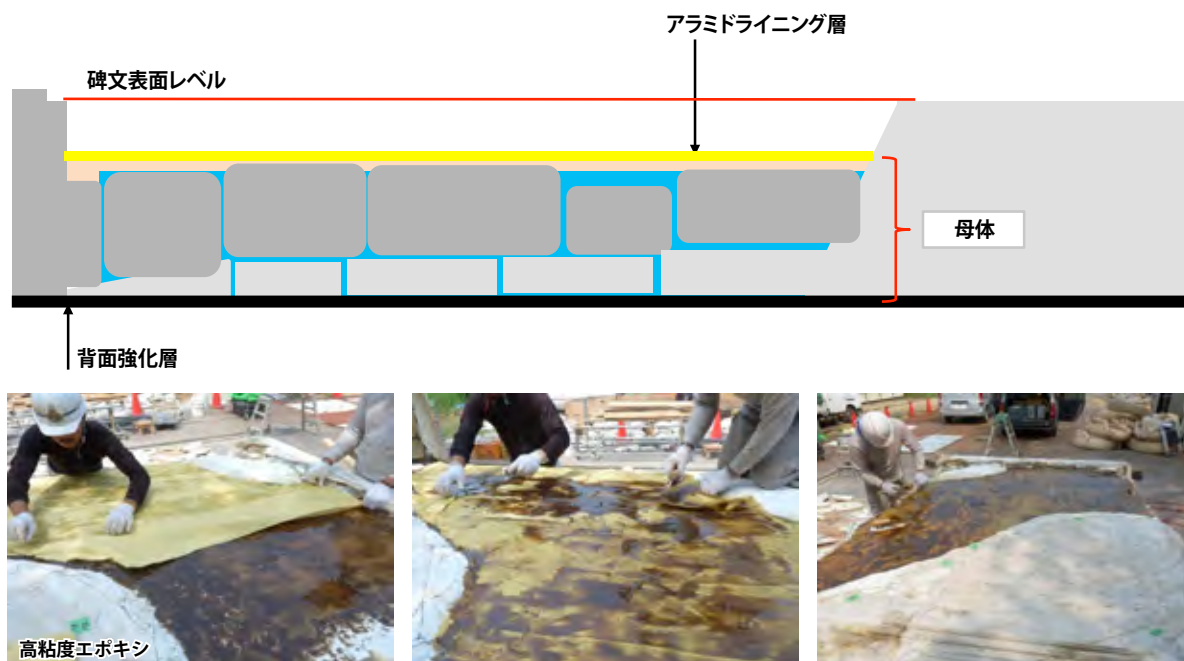 アラミドライニング層
碑文表面レベル
母体
背面強化層
高粘度エポキシ